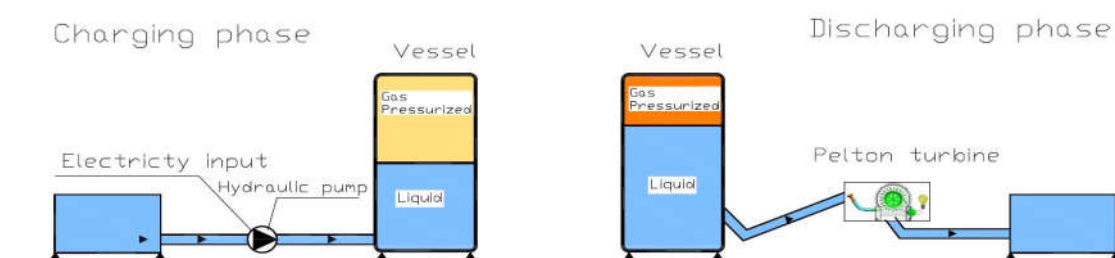 Charging phase
Vessel
Gas
Pressurized
Electricty input
Hydraulic pump
Liquid
Discharging phase
Vessel
Gas
Pressurized
Pelton turbine
Liquid